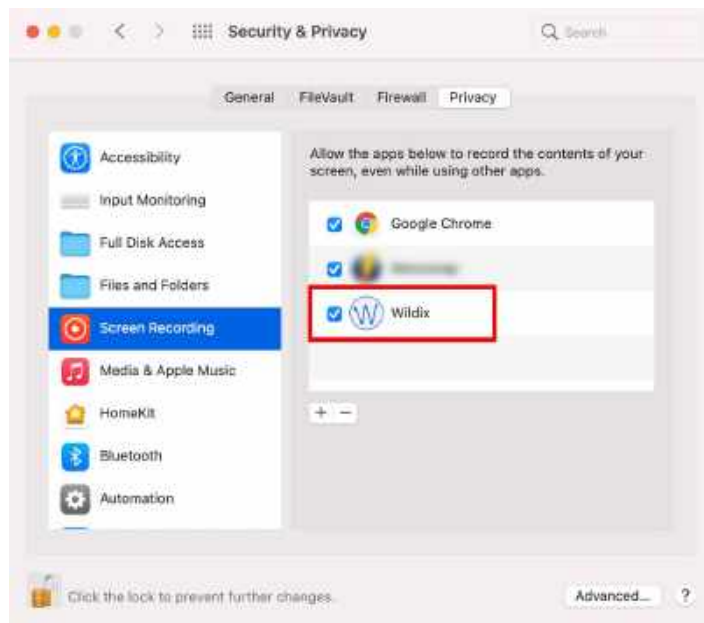 Security & Privacy
Search
General FileVault Firewall Privacy
Accessibility
Input Monitoring
Full Disk Access
Files and Folders
Screen Recording
Media & Apple Music
HomeKit
Bluetooth
Automation
Allow the apps below to record the contents of your
screen, even while using other apps.
Google Chrome
Wildix
+ −
Click the lock to prevent further changes.
Advanced... ?